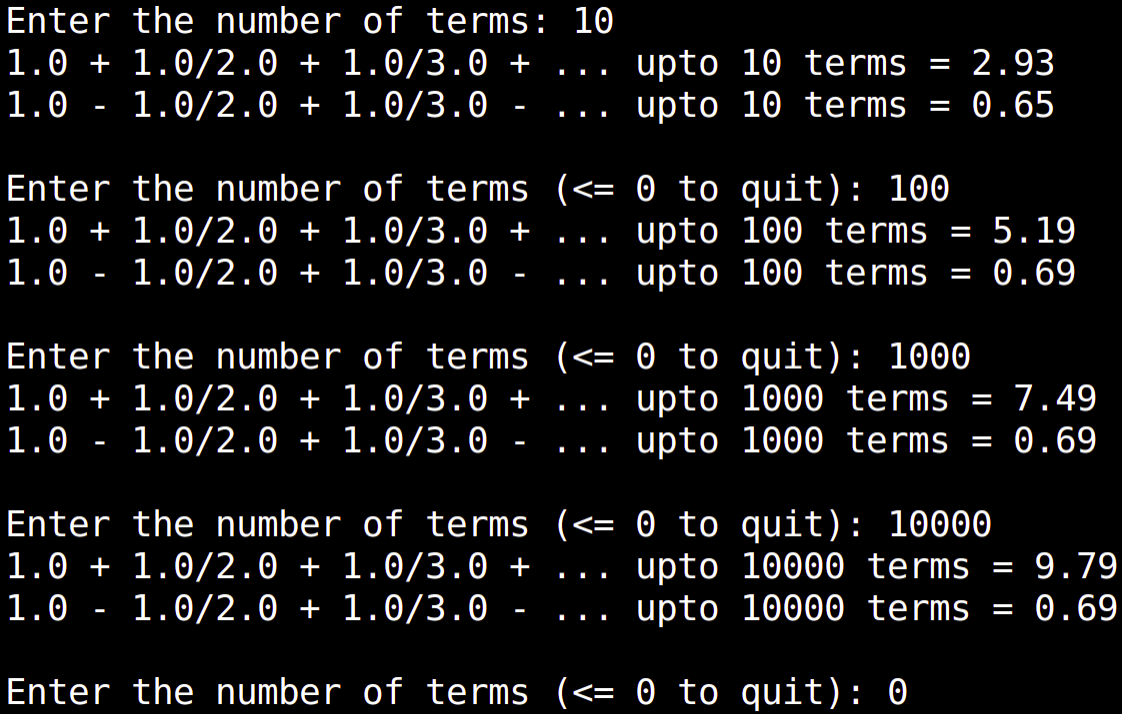 Enter the number of terms: 10
1.0 + 1.0/2.0 + 1.0/3.0 + ... upto 10 terms = 2.93
1.0 - 1.0/2.0 + 1.0/3.0 - ... upto 10 terms = 0.65
Enter the number of terms (<= 0 to quit): 100
1.0 + 1.0/2.0 + 1.0/3.0 + ... upto 100 terms = 5.19
1.0 - 1.0/2.0 + 1.0/3.0 - ... upto 100 terms = 0.69
Enter the number of terms (<= 0 to quit): 1000
1.0 + 1.0/2.0 + 1.0/3.0 + ... upto 1000 terms = 7.49
1.0 - 1.0/2.0 + 1.0/3.0 - ... upto 1000 terms = 0.69
Enter the number of terms (<= 0 to quit): 10000
1.0 + 1.0/2.0 + 1.0/3.0 + ... upto 10000 terms = 9.79
1.0 - 1.0/2.0 + 1.0/3.0 - ... upto 10000 terms = 0.69
Enter the number of terms (<= 0 to quit): 0